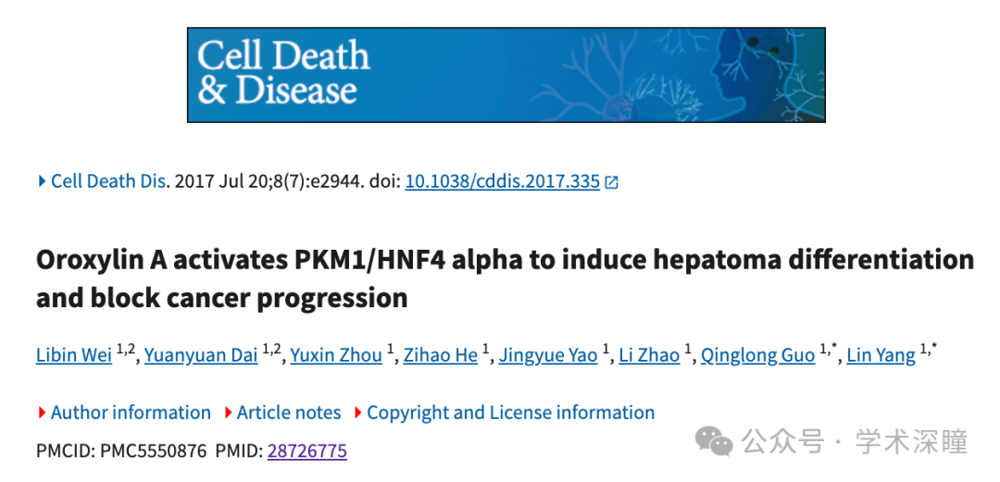 Cell Death
& Disease
Cell Death Dis. 2017 Jul 20;8(7):e2944. doi: 10.1038/cddis.2017.335
Oroxylin A activates PKM1/HNF4 alpha to induce hepatoma differentiation
and block cancer progression
Libin Wei 1,2, Yuanyuan Dai 1,2, Yuxin Zhou 1, Zihao He 1, Jingyue Yao 1, Li Zhao 1, Qinglong Guo 1,*, Lin Yang 1,*
Author information Article notes Copyright and License information
PMCID: PMC5550876 PMID: 28726775
公众号 · 学术深瞳